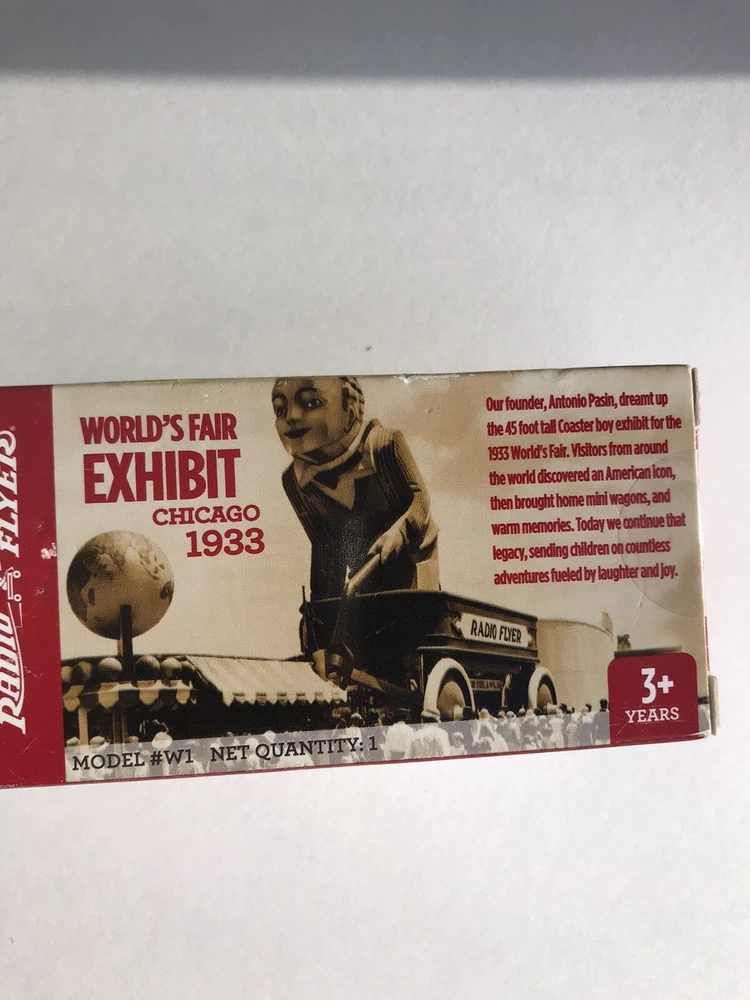 RADIO FLYER®
WORLD'S FAIR
EXHIBIT
CHICAGO
1933
Our founder, Antonio Pasin, dreamt up
the 45 foot tall Coaster boy exhibit for the
1933 World's Fair. Visitors from around
the world discovered an American icon,
then brought home mini wagons, and
warm memories. Today we continue that
legacy, sending children on countless
adventures fueled by laughter and joy.
RADIO FLYER
STEEL & MFG. CO.
3+
YEARS
MODEL #W1 NET QUANTITY: 1